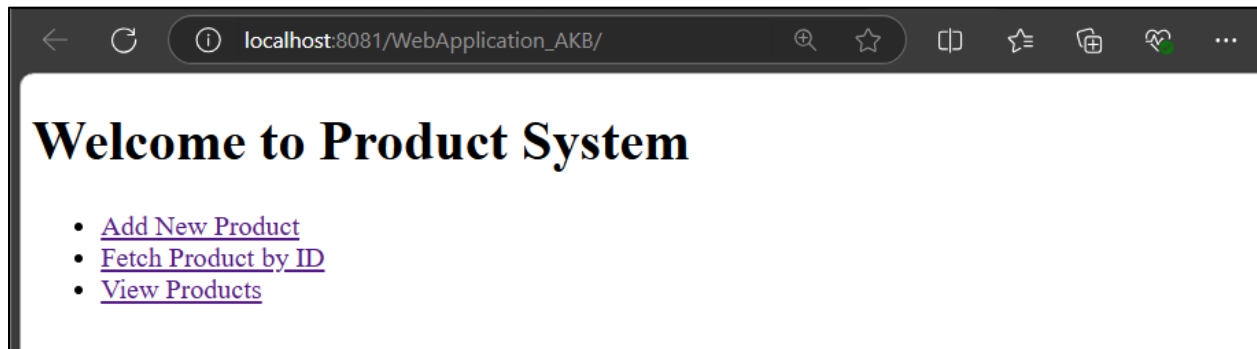 localhost:8081/WebApplication_AKB/
Welcome to Product System
Add New Product
Fetch Product by ID
View Products